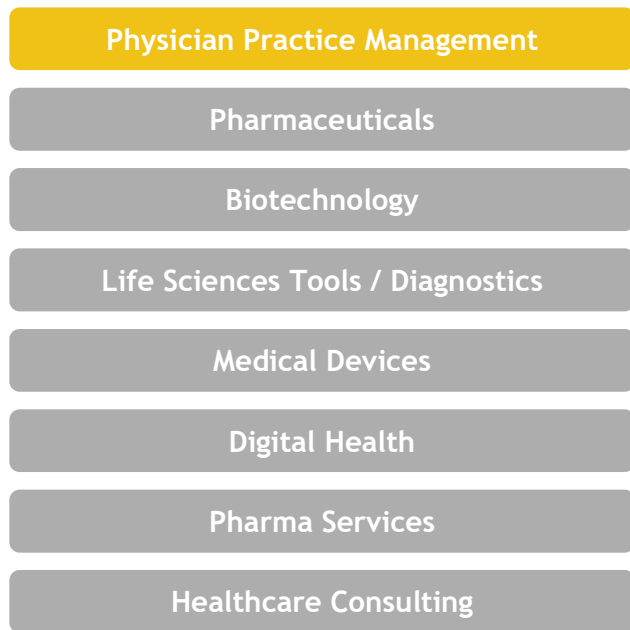 Physician Practice Management
Pharmaceuticals
Biotechnology
Life Sciences Tools / Diagnostics
Medical Devices
Digital Health
Pharma Services
Healthcare Consulting